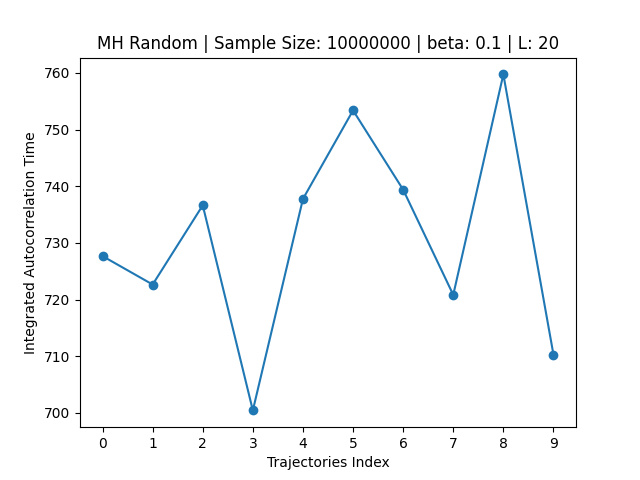 MH Random | Sample Size: 10000000 | beta: 0.1 | L: 20
760
750
740
730
720
710
700
Integrated Autocorrelation Time
0 1 2 3 4 5 6 7 8 9
Trajectories Index